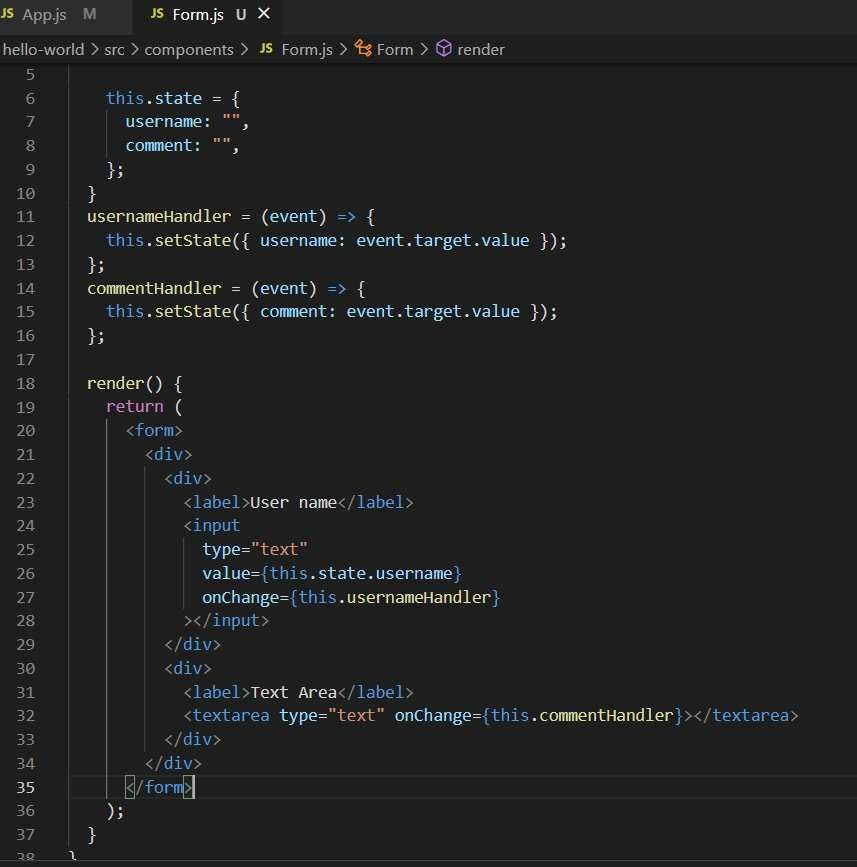 JS App.js M JS Form.js U ×
hello-world > src > components > JS Form.js > Form > render
5
6 this.state = {
7 username: "",
8 comment: "",
9 };
10 }
11 usernameHandler = (event) => {
12 this.setState({ username: event.target.value });
13 };
14 commentHandler = (event) => {
15 this.setState({ comment: event.target.value });
16 };
17
18 render() {
19 return (
20 <form>
21 <div>
22 <div>
23 <label>User name</label>
24 <input
25 type="text"
26 value={this.state.username}
27 onChange={this.usernameHandler}
28 ></input>
29 </div>
30 <div>
31 <label>Text Area</label>
32 <textarea type="text" onChange={this.commentHandler}></textarea>
33 </div>
34 </div>
35 </form>
36 );
37 }
38 }